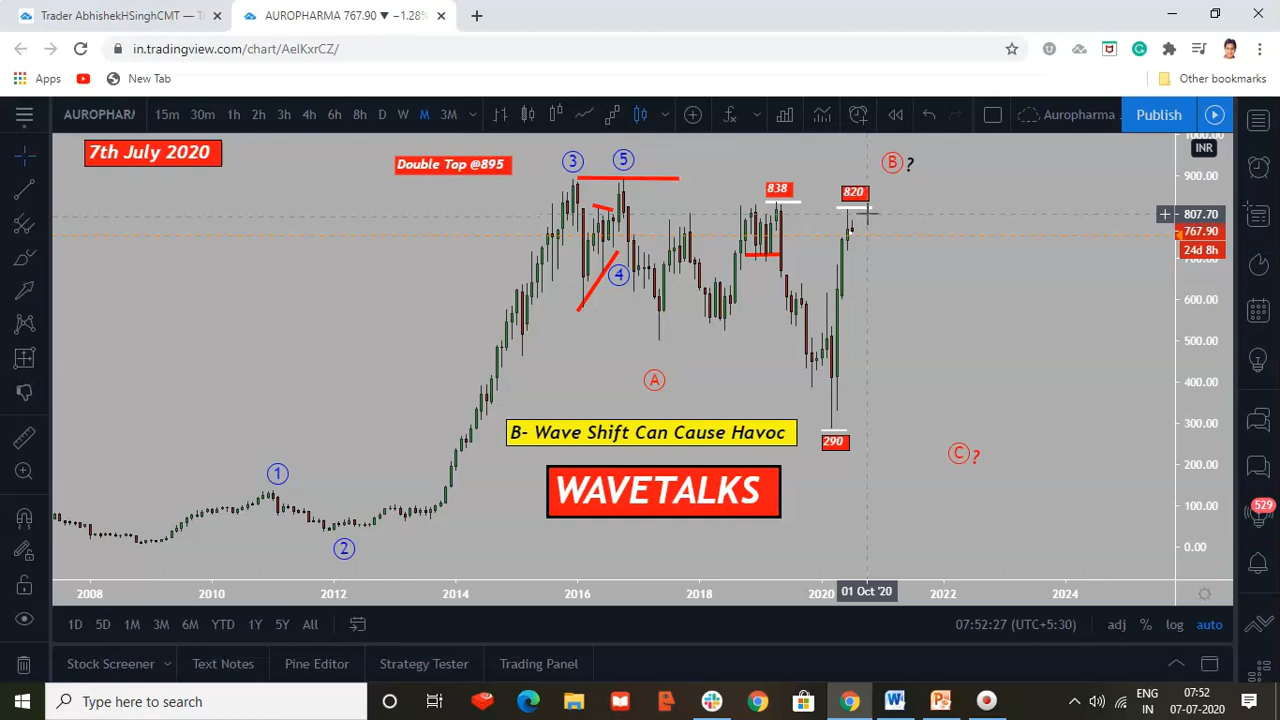 Trader AbhishekHSinghCMT — T
AUROPHARMA 767.90 ▼ −1.28%
in.tradingview.com/chart/AelKxrCZ/
Apps
New Tab
Other bookmarks
AUROPHARM
15m 30m 1h 2h 3h 4h 6h 8h D W M 3M
Auropharma
Publish
7th July 2020
Double Top @895
3
5
B ?
838
820
4
A
B- Wave Shift Can Cause Havoc
290
C ?
WAVETALKS
1
2
INR
900.00
807.70
767.90
24d 8h
700.00
600.00
500.00
400.00
300.00
200.00
100.00
0.00
529
2008 2010 2012 2014 2016 2018 2020 01 Oct '20 2022 2024
1D 5D 1M 3M 6M YTD 1Y 5Y All
07:52:27 (UTC+5:30) adj % log auto
Stock Screener Text Notes Pine Editor Strategy Tester Trading Panel
Type here to search
ENG
IN
07:52
07-07-2020